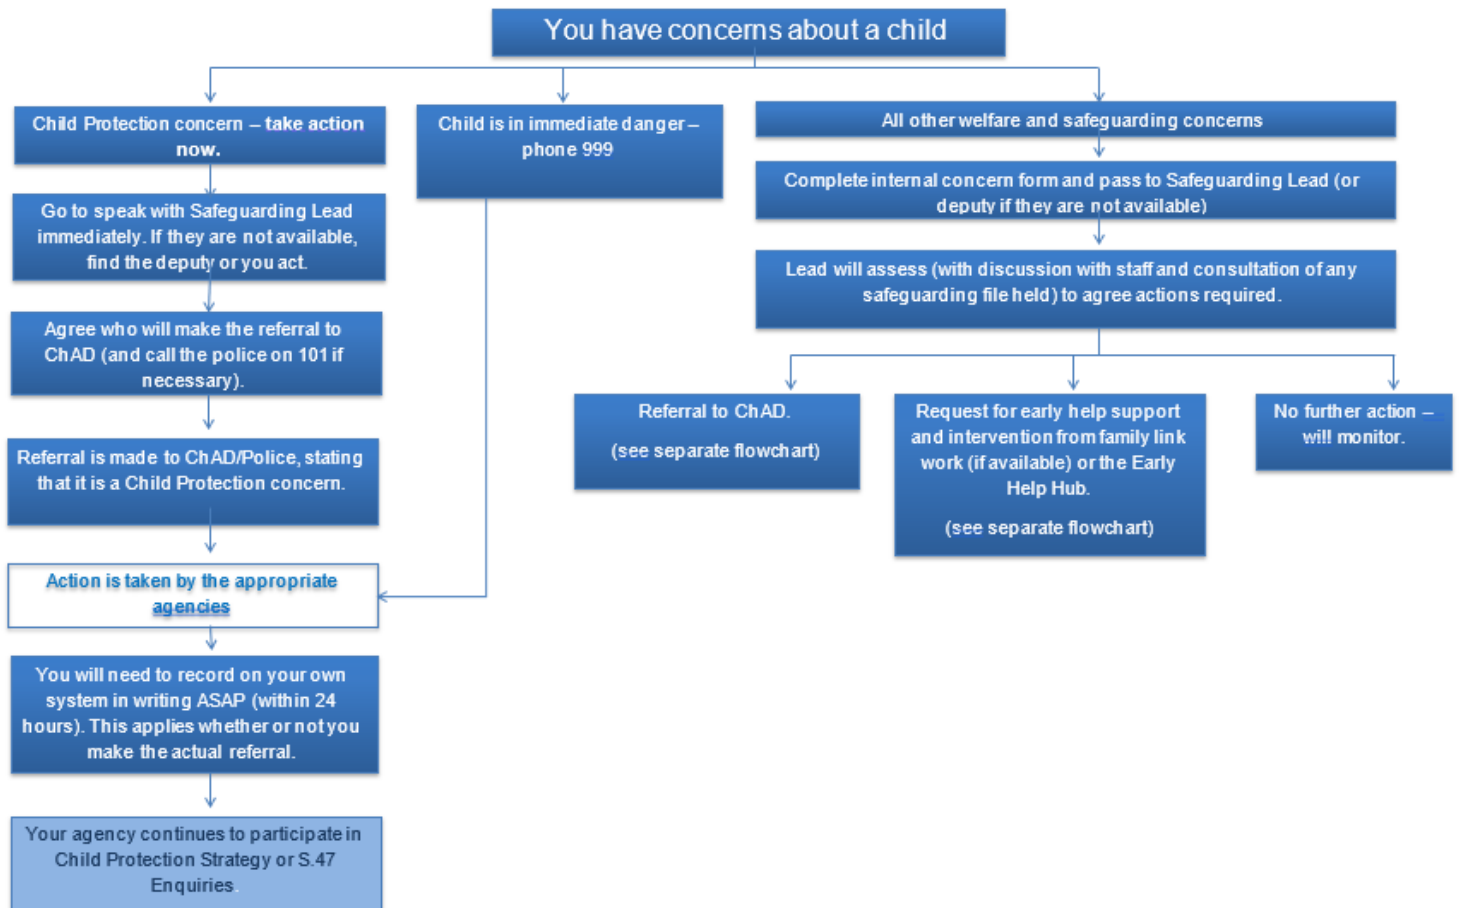 You have concerns about a child
Child Protection concern – take action
now.
Child is in immediate danger –
phone 999
All other welfare and safeguarding concerns
Go to speak with Safeguarding Lead
immediately. If they are not available,
find the deputy or you act.
Agree who will make the referral to
ChAD (and call the police on 101 if
necessary).
Referral is made to ChAD/Police, stating
that it is a Child Protection concern.
Action is taken by the appropriate
agencies
You will need to record on your own
system in writing ASAP (within 24
hours). This applies whether or not you
make the actual referral.
Your agency continues to participate in
Child Protection Strategy or S.47
Enquiries.
Complete internal concern form and pass to Safeguarding Lead (or
deputy if they are not available)
Lead will assess (with discussion with staff and consultation of any
safeguarding file held) to agree actions required.
Referral to ChAD.
(see separate flowchart)
Request for early help support
and intervention from family link
work (if available) or the Early
Help Hub.
(see separate flowchart)
No further action –
will monitor.